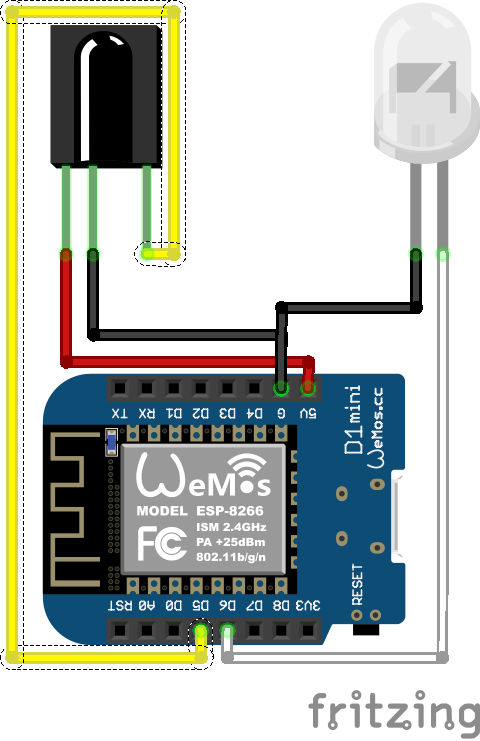 TX RX D1 D2 D3 D4 G 5V
D1 mini
WeMos.cc
WeMos
MODEL ESP-8266
ISM 2.4GHz
PA +25dBm
802.11b/g/n
FC
RESET
RST A0 D0 D5 D6 D7 D8 3V3
fritzing